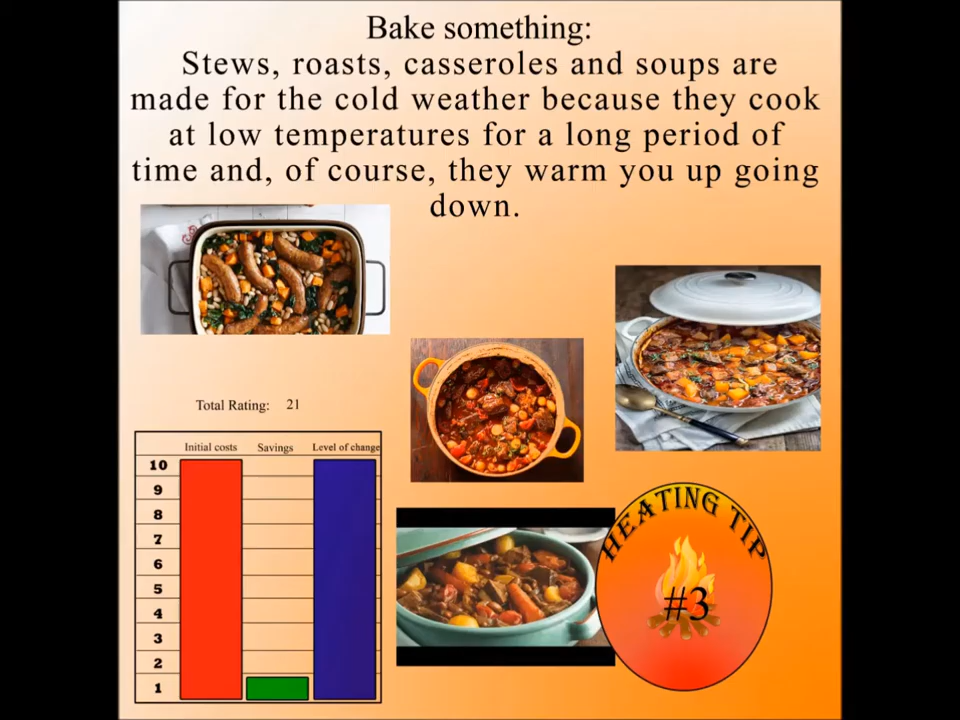 Bake something:
Stews, roasts, casseroles and soups are
made for the cold weather because they cook
at low temperatures for a long period of
time and, of course, they warm you up going
down.
Total Rating: 21
Initial costs Savings Level of change
10
9
8
7
6
5
4
3
2
1
HEATING TIP
#3